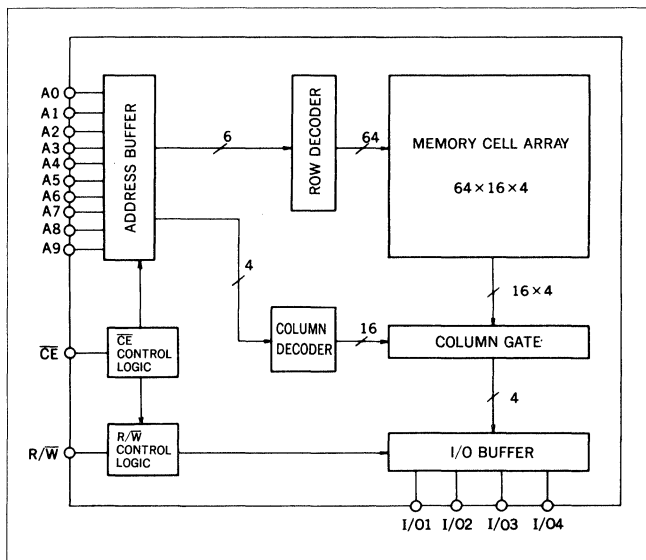 A0
A1
A2
A3
A4
A5
A6
A7
A8
A9
ADDRESS BUFFER
6
ROW DECODER
64
MEMORY CELL ARRAY
64×16×4
4
16×4
C̅E̅
C̅E̅
CONTROL
LOGIC
COLUMN
DECODER
16
COLUMN GATE
4
R/W̅
R/W̅
CONTROL
LOGIC
I/O BUFFER
I/O1
I/O2
I/O3
I/O4